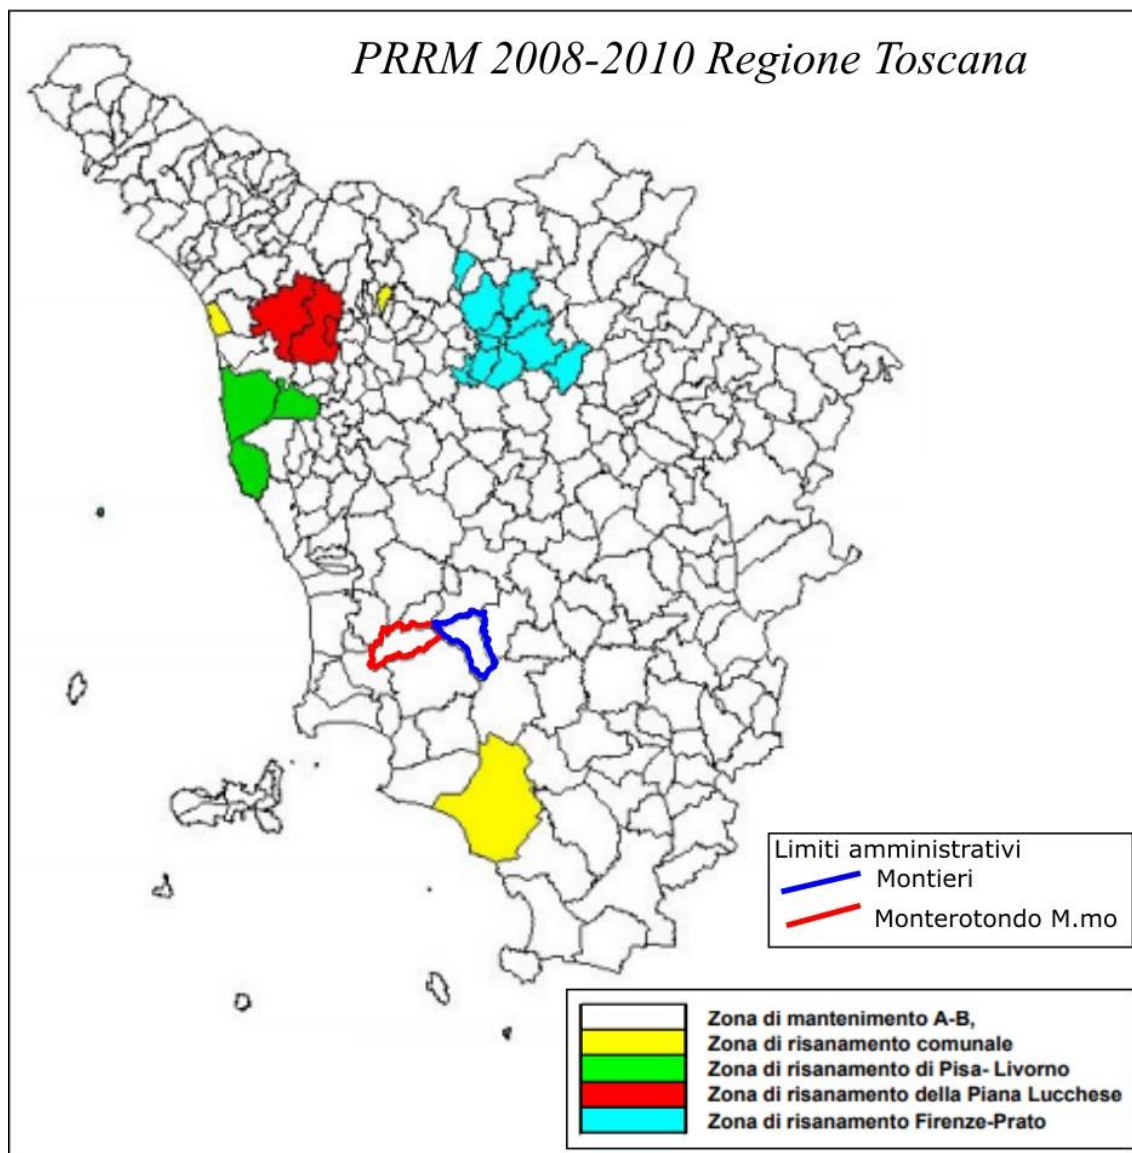 PRRM 2008-2010 Regione Toscana
Limiti amministrativi
Montieri
Monterotondo M.mo
Zona di mantenimento A-B,
Zona di risanamento comunale
Zona di risanamento di Pisa- Livorno
Zona di risanamento della Piana Lucchese
Zona di risanamento Firenze-Prato